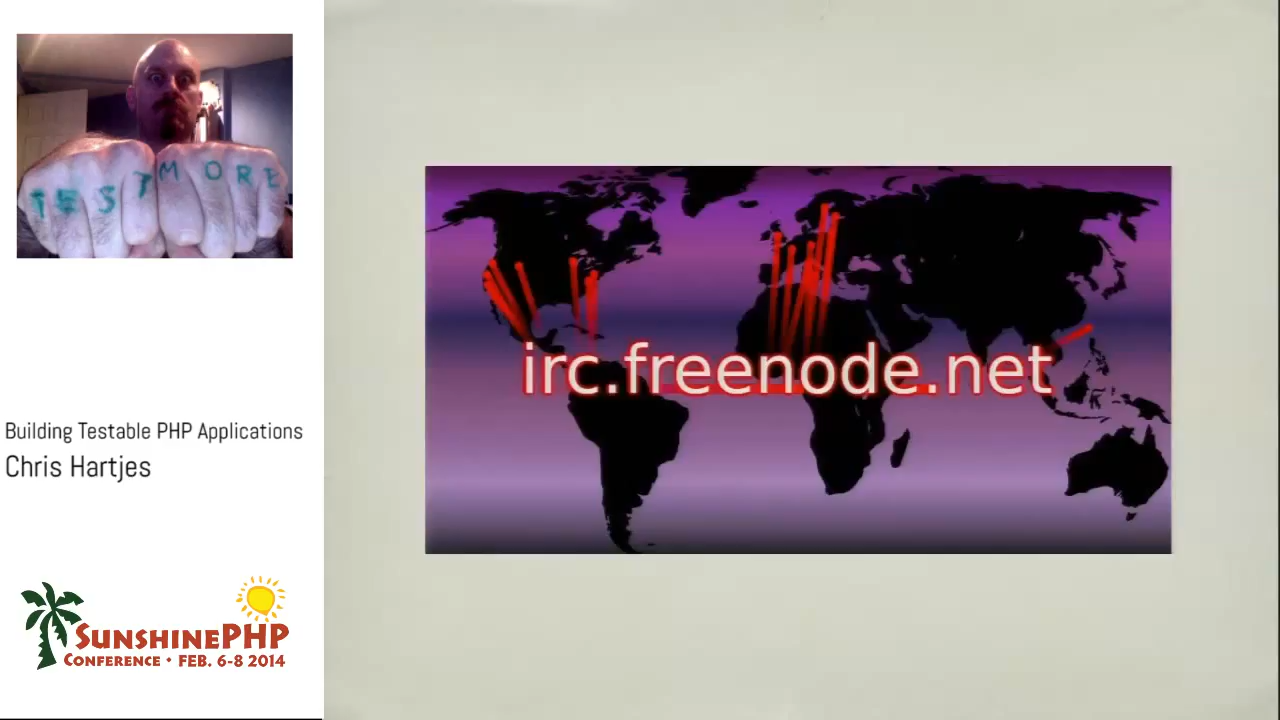 TEST MORE
Building Testable PHP Applications
Chris Hartjes
SUNSHINEPHP
CONFERENCE • FEB. 6-8 2014
irc.freenode.net